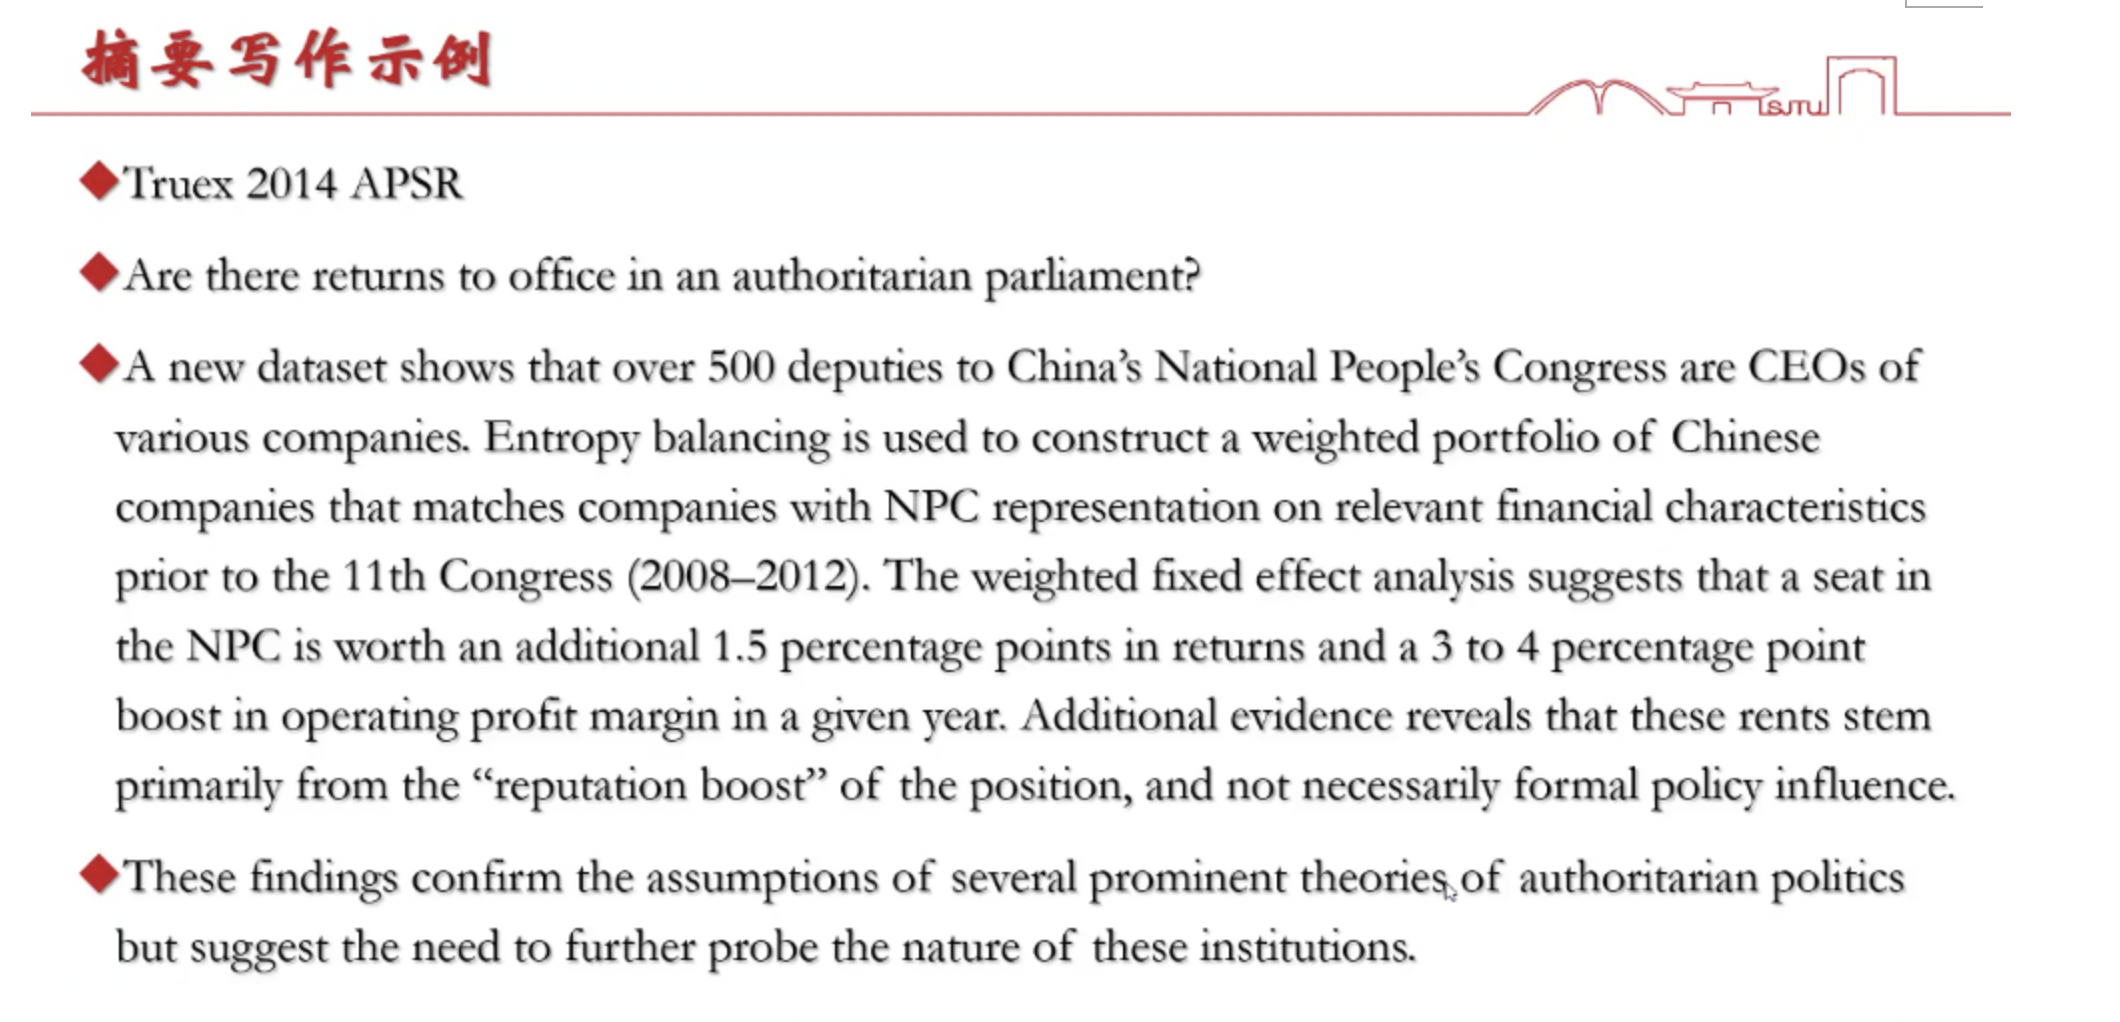 摘要写作示例
SJTU
Truex 2014 APSR
Are there returns to office in an authoritarian parliament?
A new dataset shows that over 500 deputies to China’s National People’s Congress are CEOs of
various companies. Entropy balancing is used to construct a weighted portfolio of Chinese
companies that matches companies with NPC representation on relevant financial characteristics
prior to the 11th Congress (2008–2012). The weighted fixed effect analysis suggests that a seat in
the NPC is worth an additional 1.5 percentage points in returns and a 3 to 4 percentage point
boost in operating profit margin in a given year. Additional evidence reveals that these rents stem
primarily from the “reputation boost” of the position, and not necessarily formal policy influence.
These findings confirm the assumptions of several prominent theories of authoritarian politics
but suggest the need to further probe the nature of these institutions.